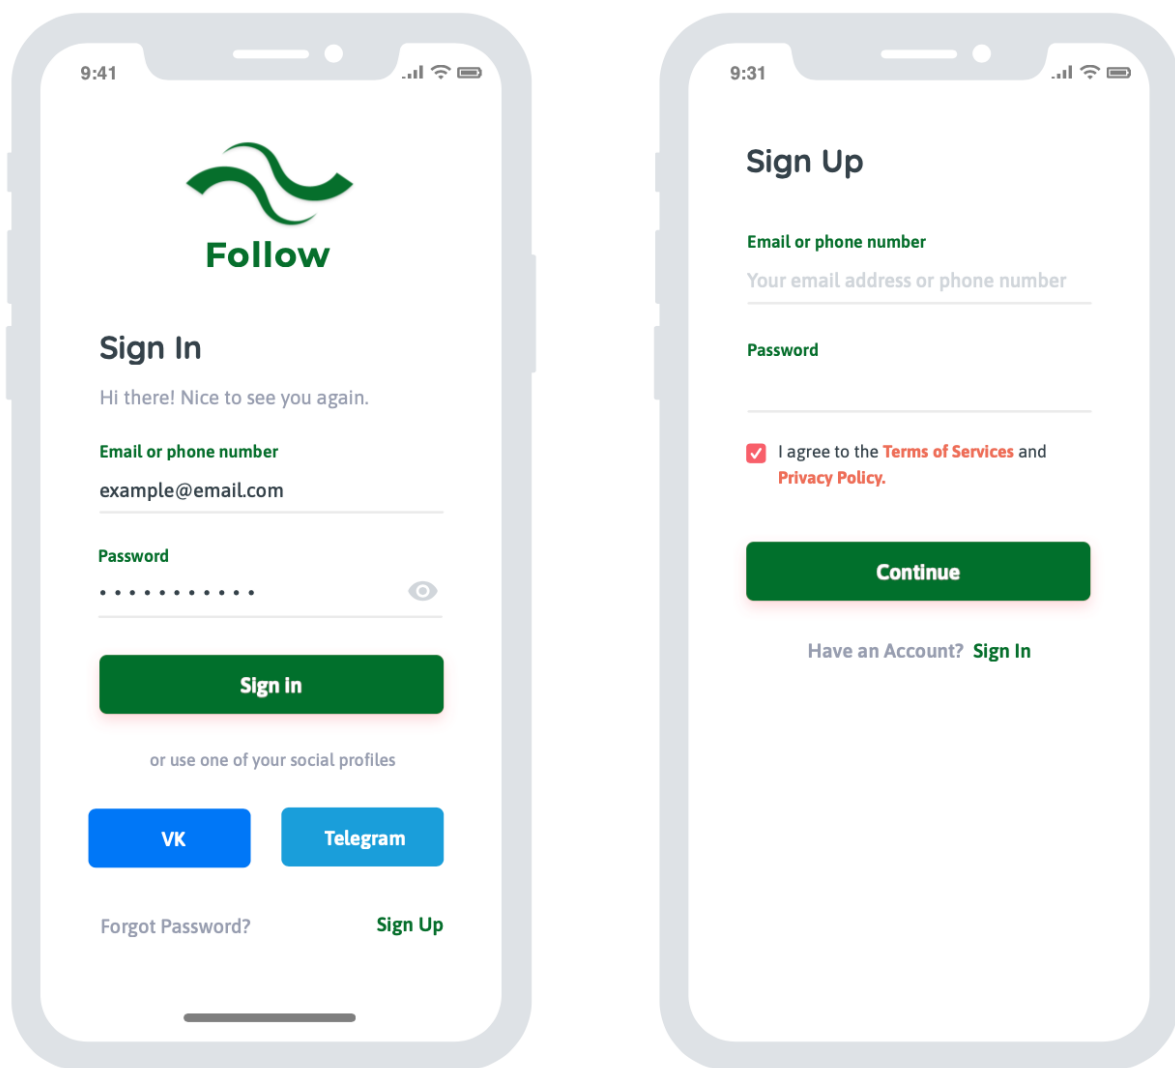 9:41
Follow
Sign In
Hi there! Nice to see you again.
Email or phone number
example@email.com
Password
Sign in
or use one of your social profiles
VK
Telegram
Forgot Password?
Sign Up
9:31
Sign Up
Email or phone number
Your email address or phone number
Password
I agree to the Terms of Services and
Privacy Policy.
Continue
Have an Account? Sign In